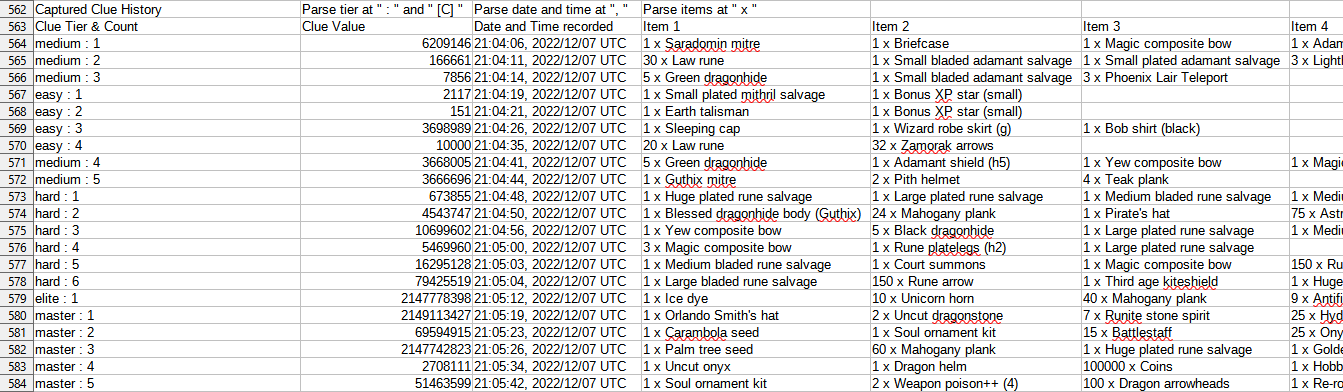 562 Captured Clue History Parse tier at " : " and " [C] " Parse date and time at ", " Parse items at " x "
563 Clue Tier & Count Clue Value Date and Time recorded Item 1 Item 2 Item 3 Item 4
564 medium : 1 6209146 21:04:06, 2022/12/07 UTC 1 x Saradomin mitre 1 x Briefcase 1 x Magic composite bow 1 x Adam
565 medium : 2 166661 21:04:11, 2022/12/07 UTC 30 x Law rune 1 x Small bladed adamant salvage 1 x Small plated adamant salvage 3 x Light
566 medium : 3 7856 21:04:14, 2022/12/07 UTC 5 x Green dragonhide 1 x Small bladed adamant salvage 3 x Phoenix Lair Teleport
567 easy : 1 2117 21:04:19, 2022/12/07 UTC 1 x Small plated mithril salvage 1 x Bonus XP star (small)
568 easy : 2 151 21:04:21, 2022/12/07 UTC 1 x Earth talisman 1 x Bonus XP star (small)
569 easy : 3 3698989 21:04:26, 2022/12/07 UTC 1 x Sleeping cap 1 x Wizard robe skirt (g) 1 x Bob shirt (black)
570 easy : 4 10000 21:04:35, 2022/12/07 UTC 20 x Law rune 32 x Zamorak arrows
571 medium : 4 3668005 21:04:41, 2022/12/07 UTC 5 x Green dragonhide 1 x Adamant shield (h5) 1 x Yew composite bow 1 x Magic
572 medium : 5 3666696 21:04:44, 2022/12/07 UTC 1 x Guthix mitre 2 x Pith helmet 4 x Teak plank
573 hard : 1 673855 21:04:48, 2022/12/07 UTC 1 x Huge plated rune salvage 1 x Large plated rune salvage 1 x Medium bladed rune salvage 1 x Medi
574 hard : 2 4543747 21:04:50, 2022/12/07 UTC 1 x Blessed dragonhide body (Guthix) 24 x Mahogany plank 1 x Pirate's hat 75 x Astr
575 hard : 3 10699602 21:04:56, 2022/12/07 UTC 1 x Yew composite bow 5 x Black dragonhide 1 x Large plated rune salvage 1 x Medi
576 hard : 4 5469960 21:05:00, 2022/12/07 UTC 3 x Magic composite bow 1 x Rune platelegs (h2) 1 x Large plated rune salvage
577 hard : 5 16295128 21:05:03, 2022/12/07 UTC 1 x Medium bladed rune salvage 1 x Court summons 1 x Magic composite bow 150 x Ru
578 hard : 6 79425519 21:05:04, 2022/12/07 UTC 1 x Large bladed rune salvage 150 x Rune arrow 1 x Third age kiteshield 1 x Huge
579 elite : 1 2147778398 21:05:12, 2022/12/07 UTC 1 x Ice dye 10 x Unicorn horn 40 x Mahogany plank 9 x Antifi
580 master : 1 2149113427 21:05:19, 2022/12/07 UTC 1 x Orlando Smith's hat 2 x Uncut dragonstone 7 x Runite stone spirit 25 x Hyd
581 master : 2 69594915 21:05:23, 2022/12/07 UTC 1 x Carambola seed 1 x Soul ornament kit 15 x Battlestaff 25 x Ony
582 master : 3 2147742823 21:05:26, 2022/12/07 UTC 1 x Palm tree seed 60 x Mahogany plank 1 x Huge plated rune salvage 1 x Golde
583 master : 4 2708111 21:05:34, 2022/12/07 UTC 1 x Uncut onyx 1 x Dragon helm 100000 x Coins 1 x Hods
584 master : 5 51463599 21:05:42, 2022/12/07 UTC 1 x Soul ornament kit 2 x Weapon poison++ (4) 100 x Dragon arrowheads 1 x Re-ro